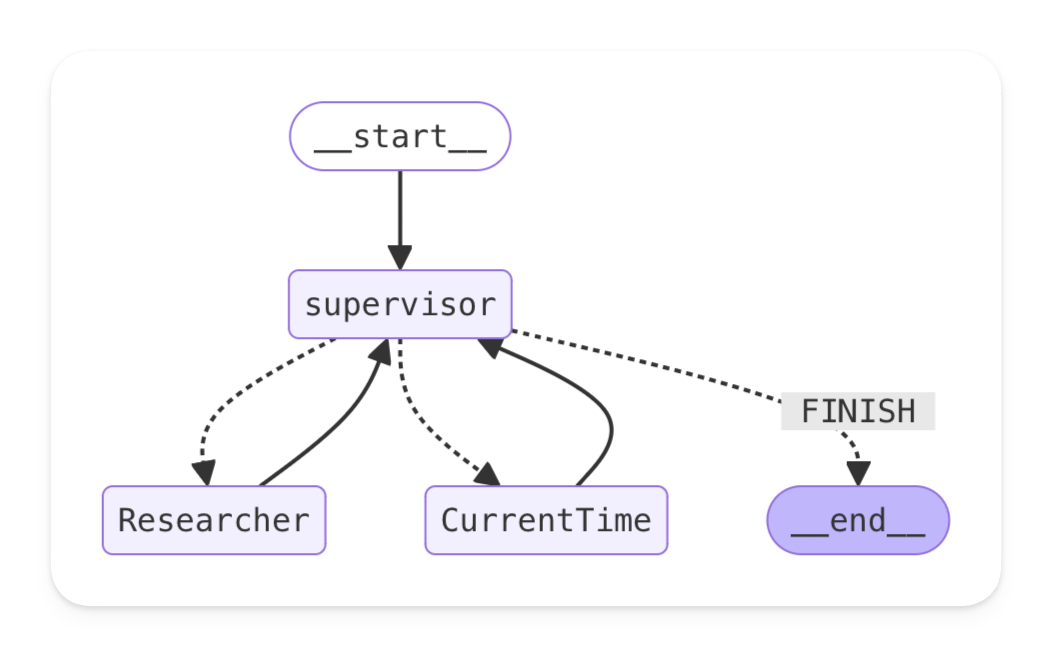 __start__
supervisor
FINISH
Researcher
CurrentTime
__end__